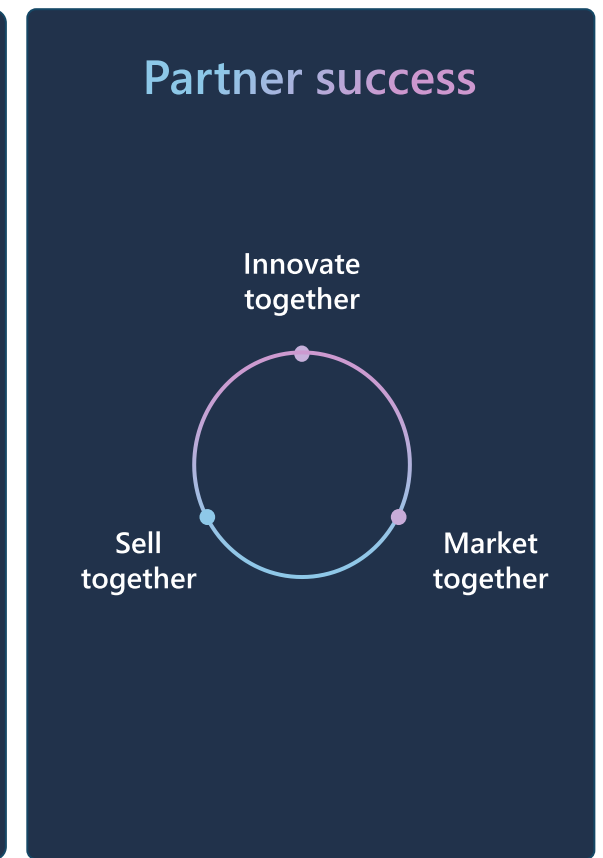 Partner success
Innovate
together
Sell
together
Market
together